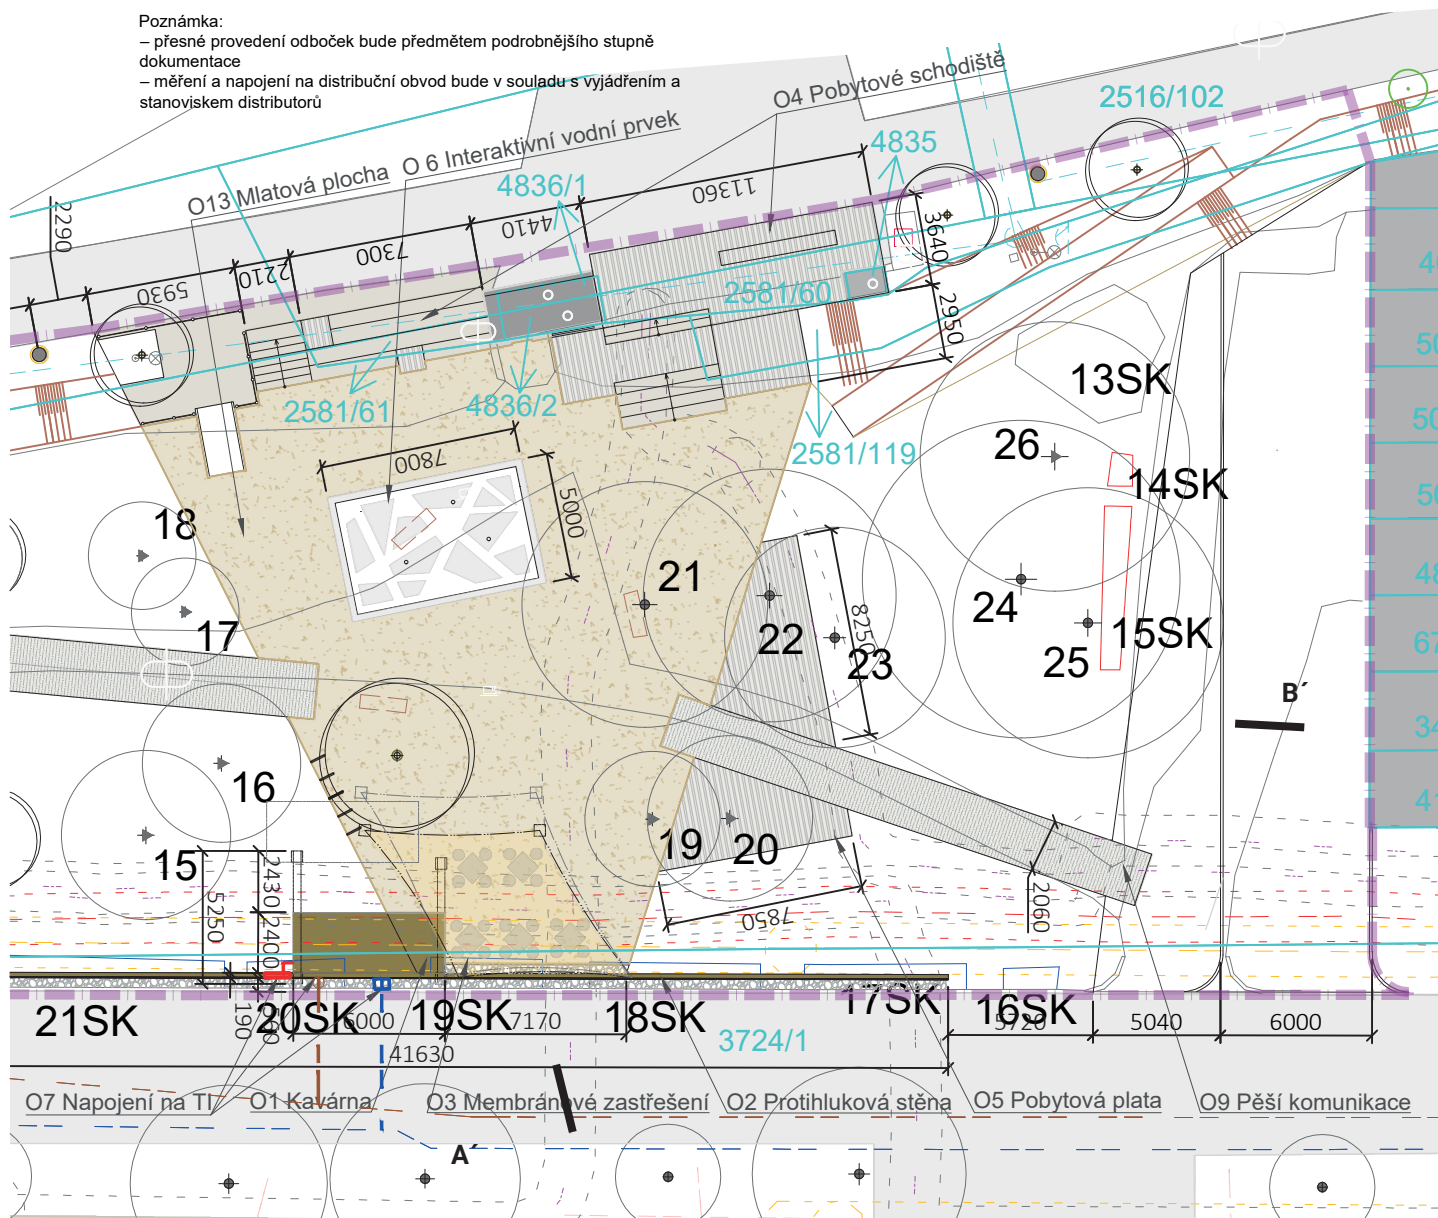 Poznámka:
– přesné provedení odboček bude předmětem podrobnějšího stupně
dokumentace
– měření a napojení na distribuční obvod bude v souladu s vyjádřením a
stanoviskem distributorů
O4 Pobytové schodiště
2516/102
O 6 Interaktivní vodní prvek
4835
O13 Mlatová plocha
4836/1
11360
2290
4410
3640
7300
2210
5930
2581/60
2950
13SK
2581/61
4836/2
2581/119
26
7800
14SK
5000
18
21
24
8250
22
15SK
17
23
25
B´
16
19
20
15
2430
5250
2400
2060
7850
21SK
190
20SK
6000
19SK
7170
18SK
17SK
16SK
5720
5040
6000
3724/1
41630
O7 Napojení na TI
O1 Kavárna
O3 Membránové zastřešení
O2 Protihluková stěna
O5 Pobytová plata
O9 Pěší komunikace
A´